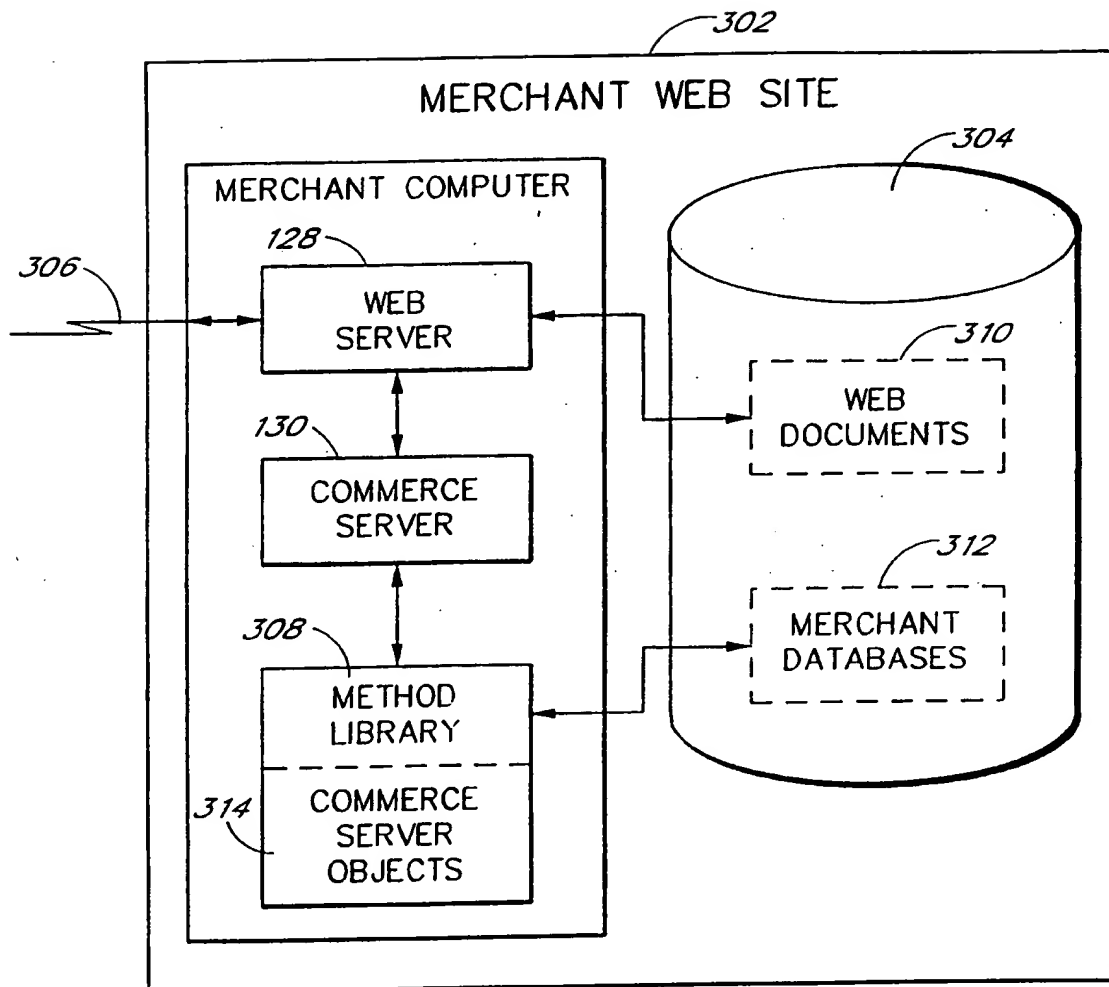 302
MERCHANT WEB SITE
304
MERCHANT COMPUTER
128
306
WEB
SERVER
310
WEB
DOCUMENTS
130
COMMERCE
SERVER
312
MERCHANT
DATABASES
308
METHOD
LIBRARY
314
COMMERCE
SERVER
OBJECTS